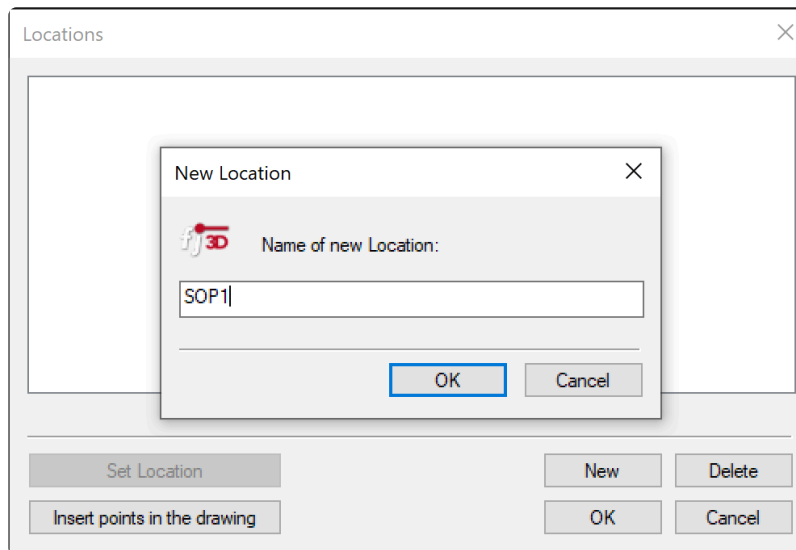 Locations
New Location
fj3D
Name of new Location:
SOP1
OK Cancel
Set Location New Delete
Insert points in the drawing OK Cancel